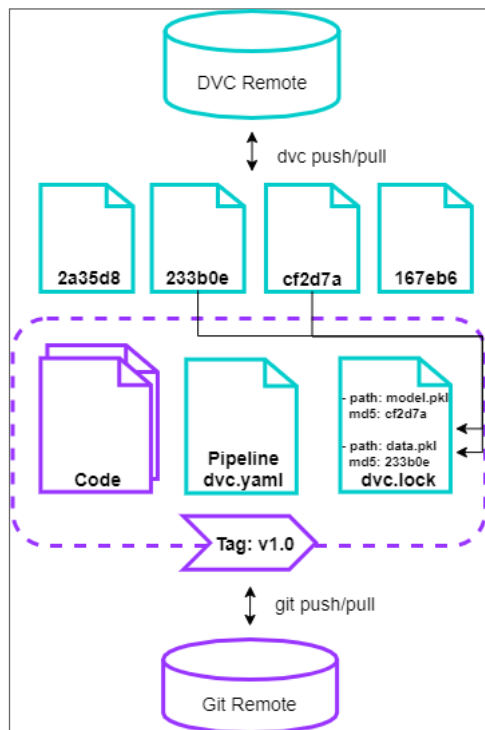 DVC Remote
dvc push/pull
2a35d8
233b0e
cf2d7a
167eb6
Code
Pipeline
dvc.yaml
- path: model.pkl
md5: cf2d7a
- path: data.pkl
md5: 233b0e
dvc.lock
Tag: v1.0
git push/pull
Git Remote